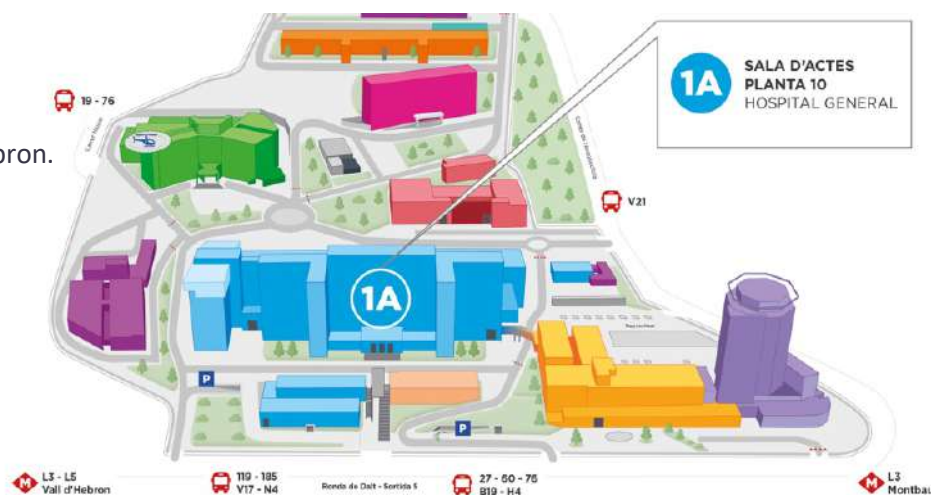 1A
SALA D'ACTES
PLANTA 10
HOSPITAL GENERAL
19 - 76
bron.
V21
1A
P
P
L3 - L5
Vall d'Hebron
119 - 185
V17 - N4
Ronda de Dalt - Sortida 5
27 - 60 - 76
B19 - H4
L3
Montbau